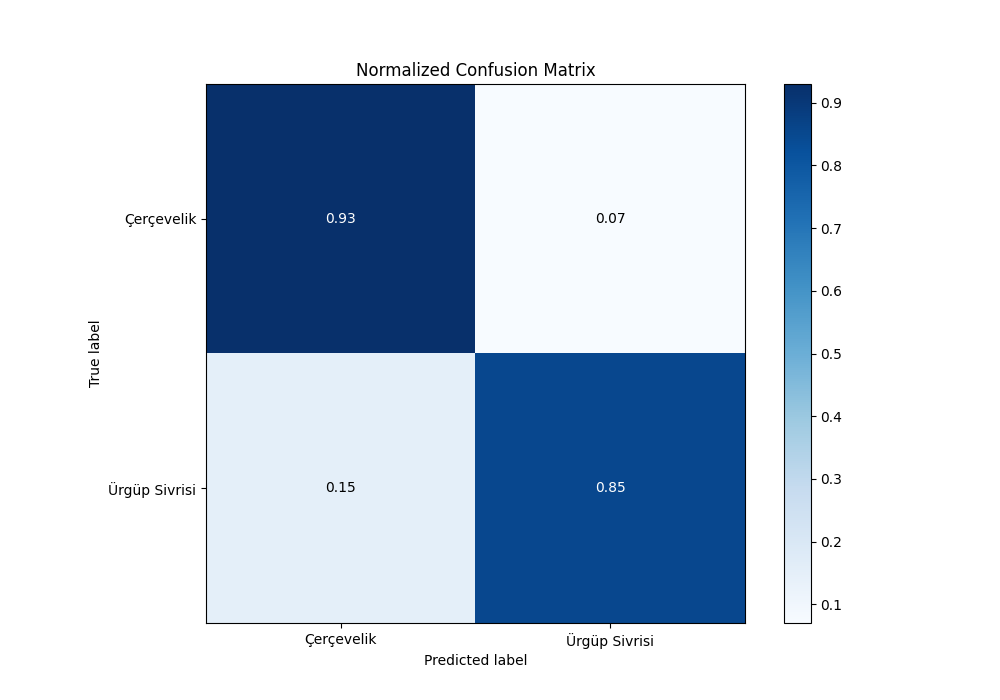 Normalized Confusion Matrix
True label
Çerçevelik
0.93
0.07
Ürgüp Sivrisi
0.15
0.85
Çerçevelik
Ürgüp Sivrisi
Predicted label
0.9
0.8
0.7
0.6
0.5
0.4
0.3
0.2
0.1